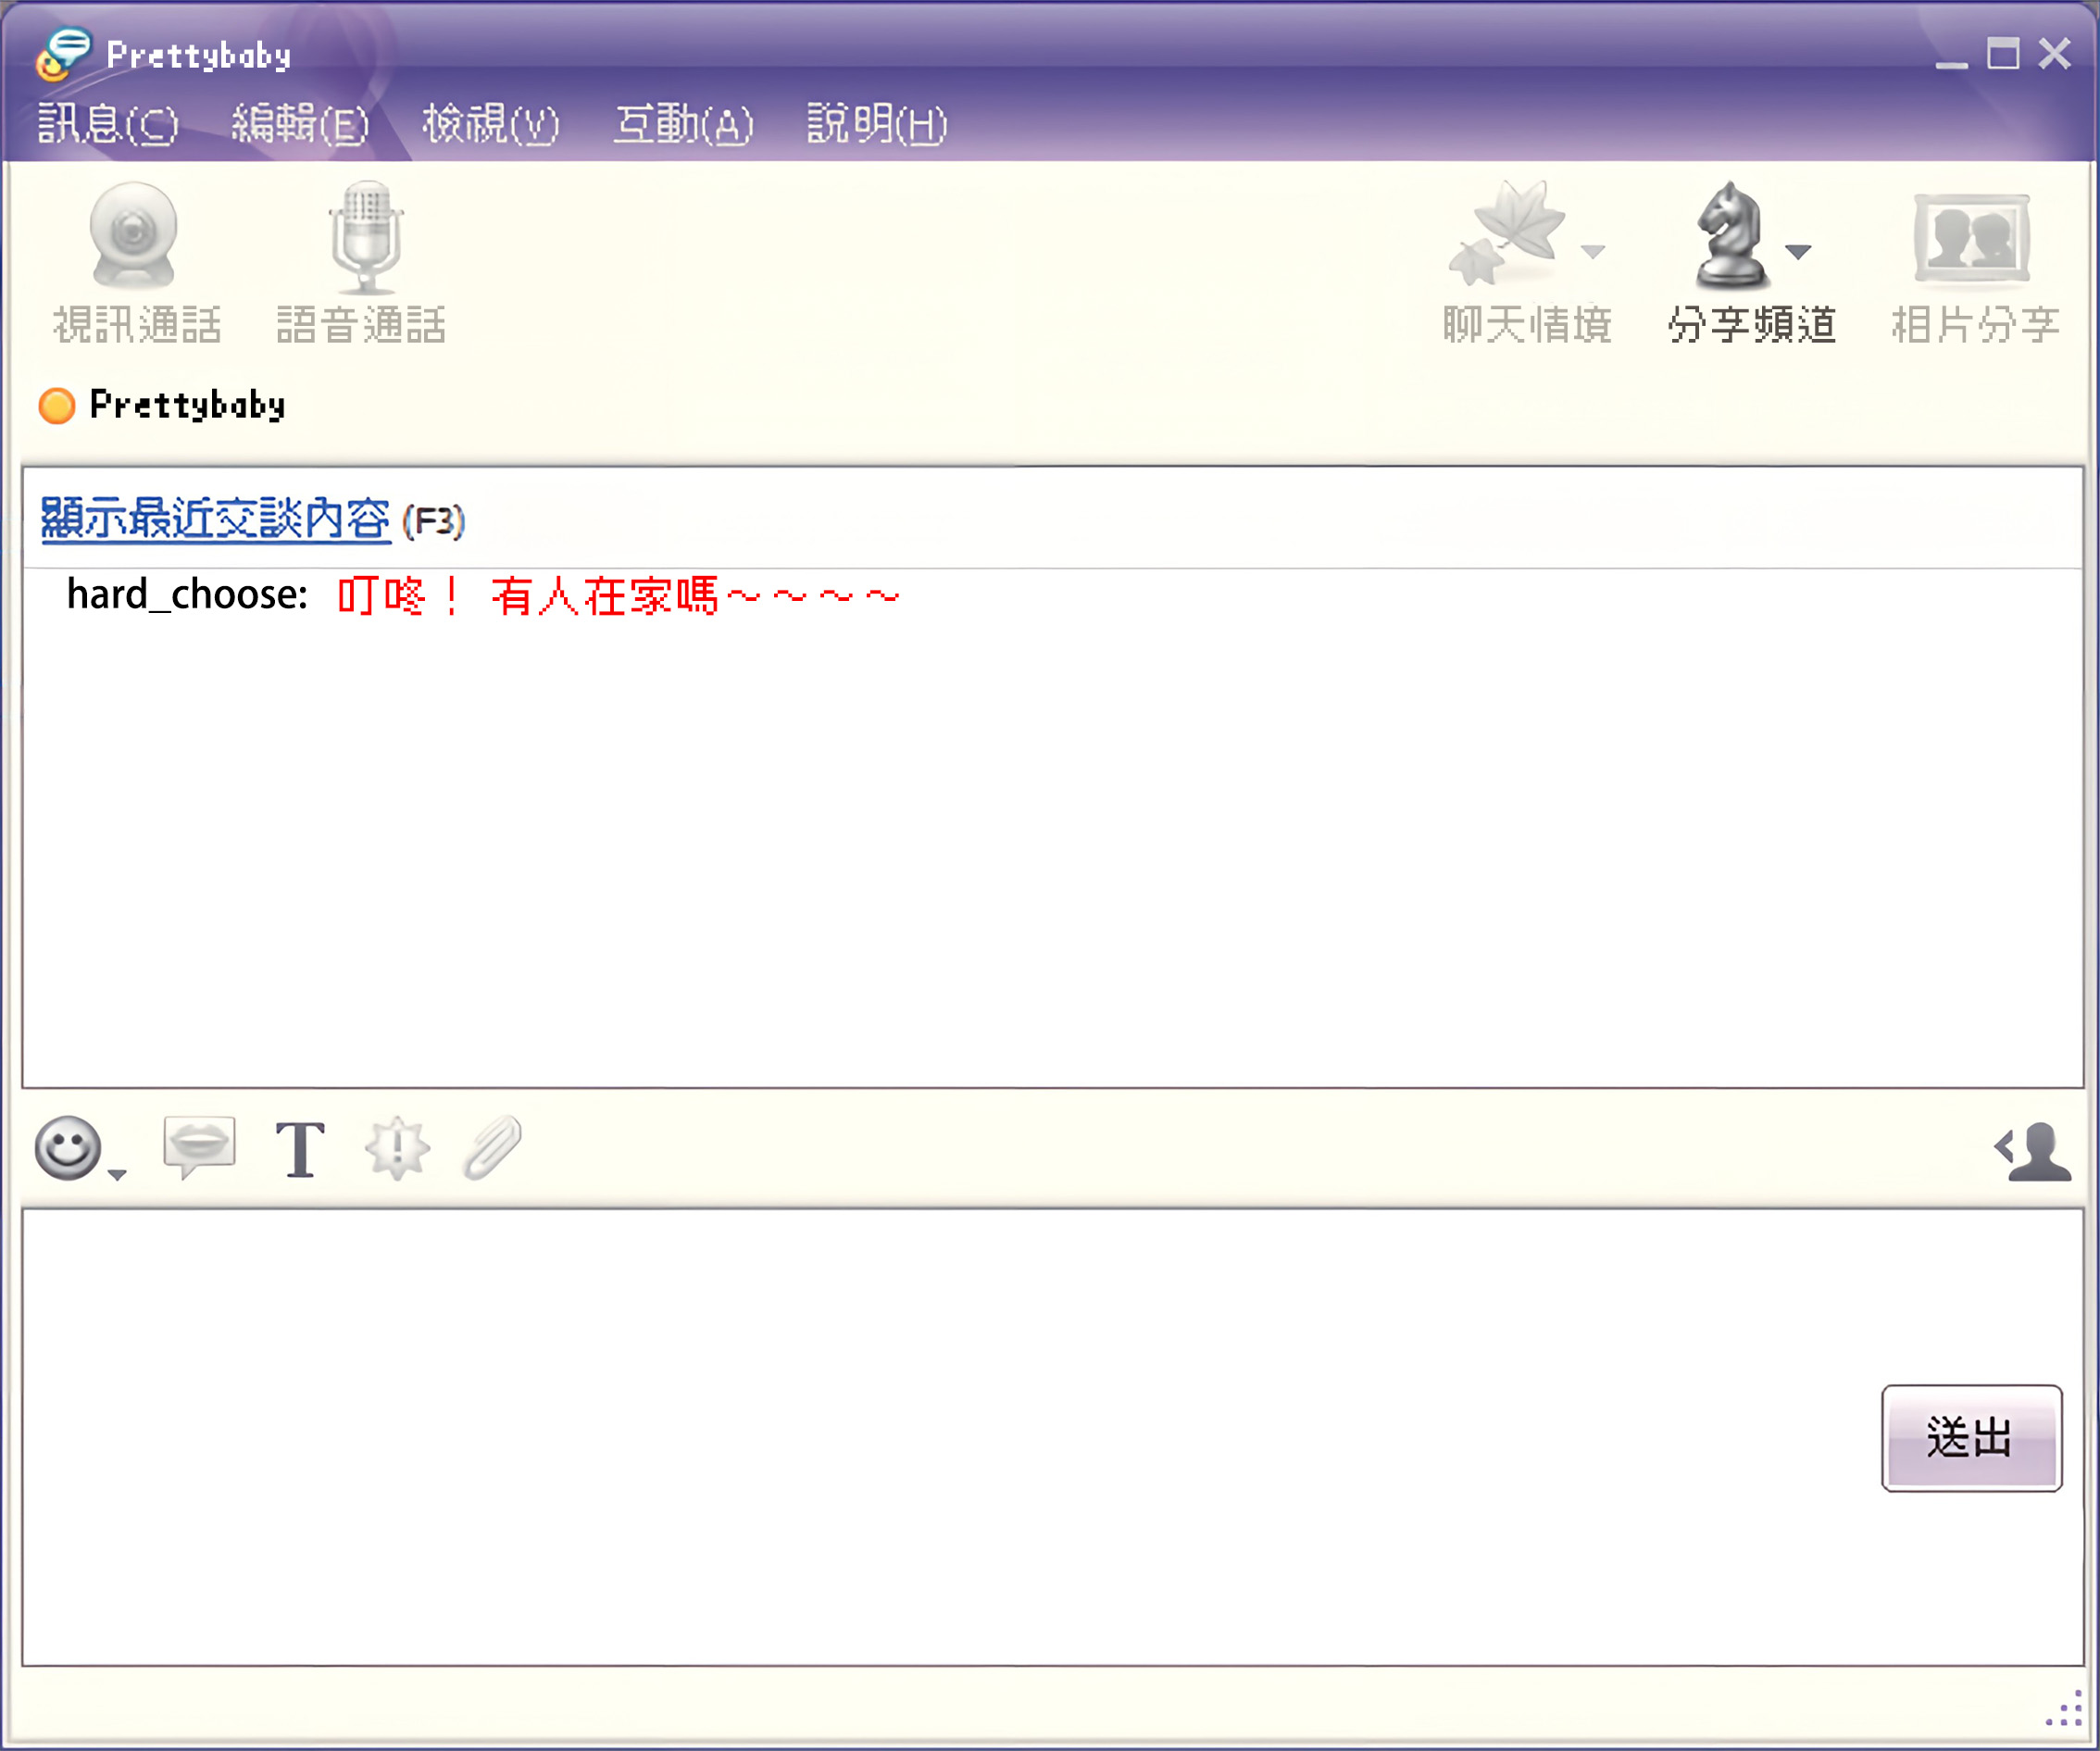 Prettybaby
訊息(C) 編輯(E) 檢視(V) 互動(A) 說明(H)
視訊通話 語音通話 聊天情境 分享頻道 相片分享
Prettybaby
顯示最近交談內容 (F3)
hard_choose: 叮咚！ 有人在家嗎～～～～
T
送出